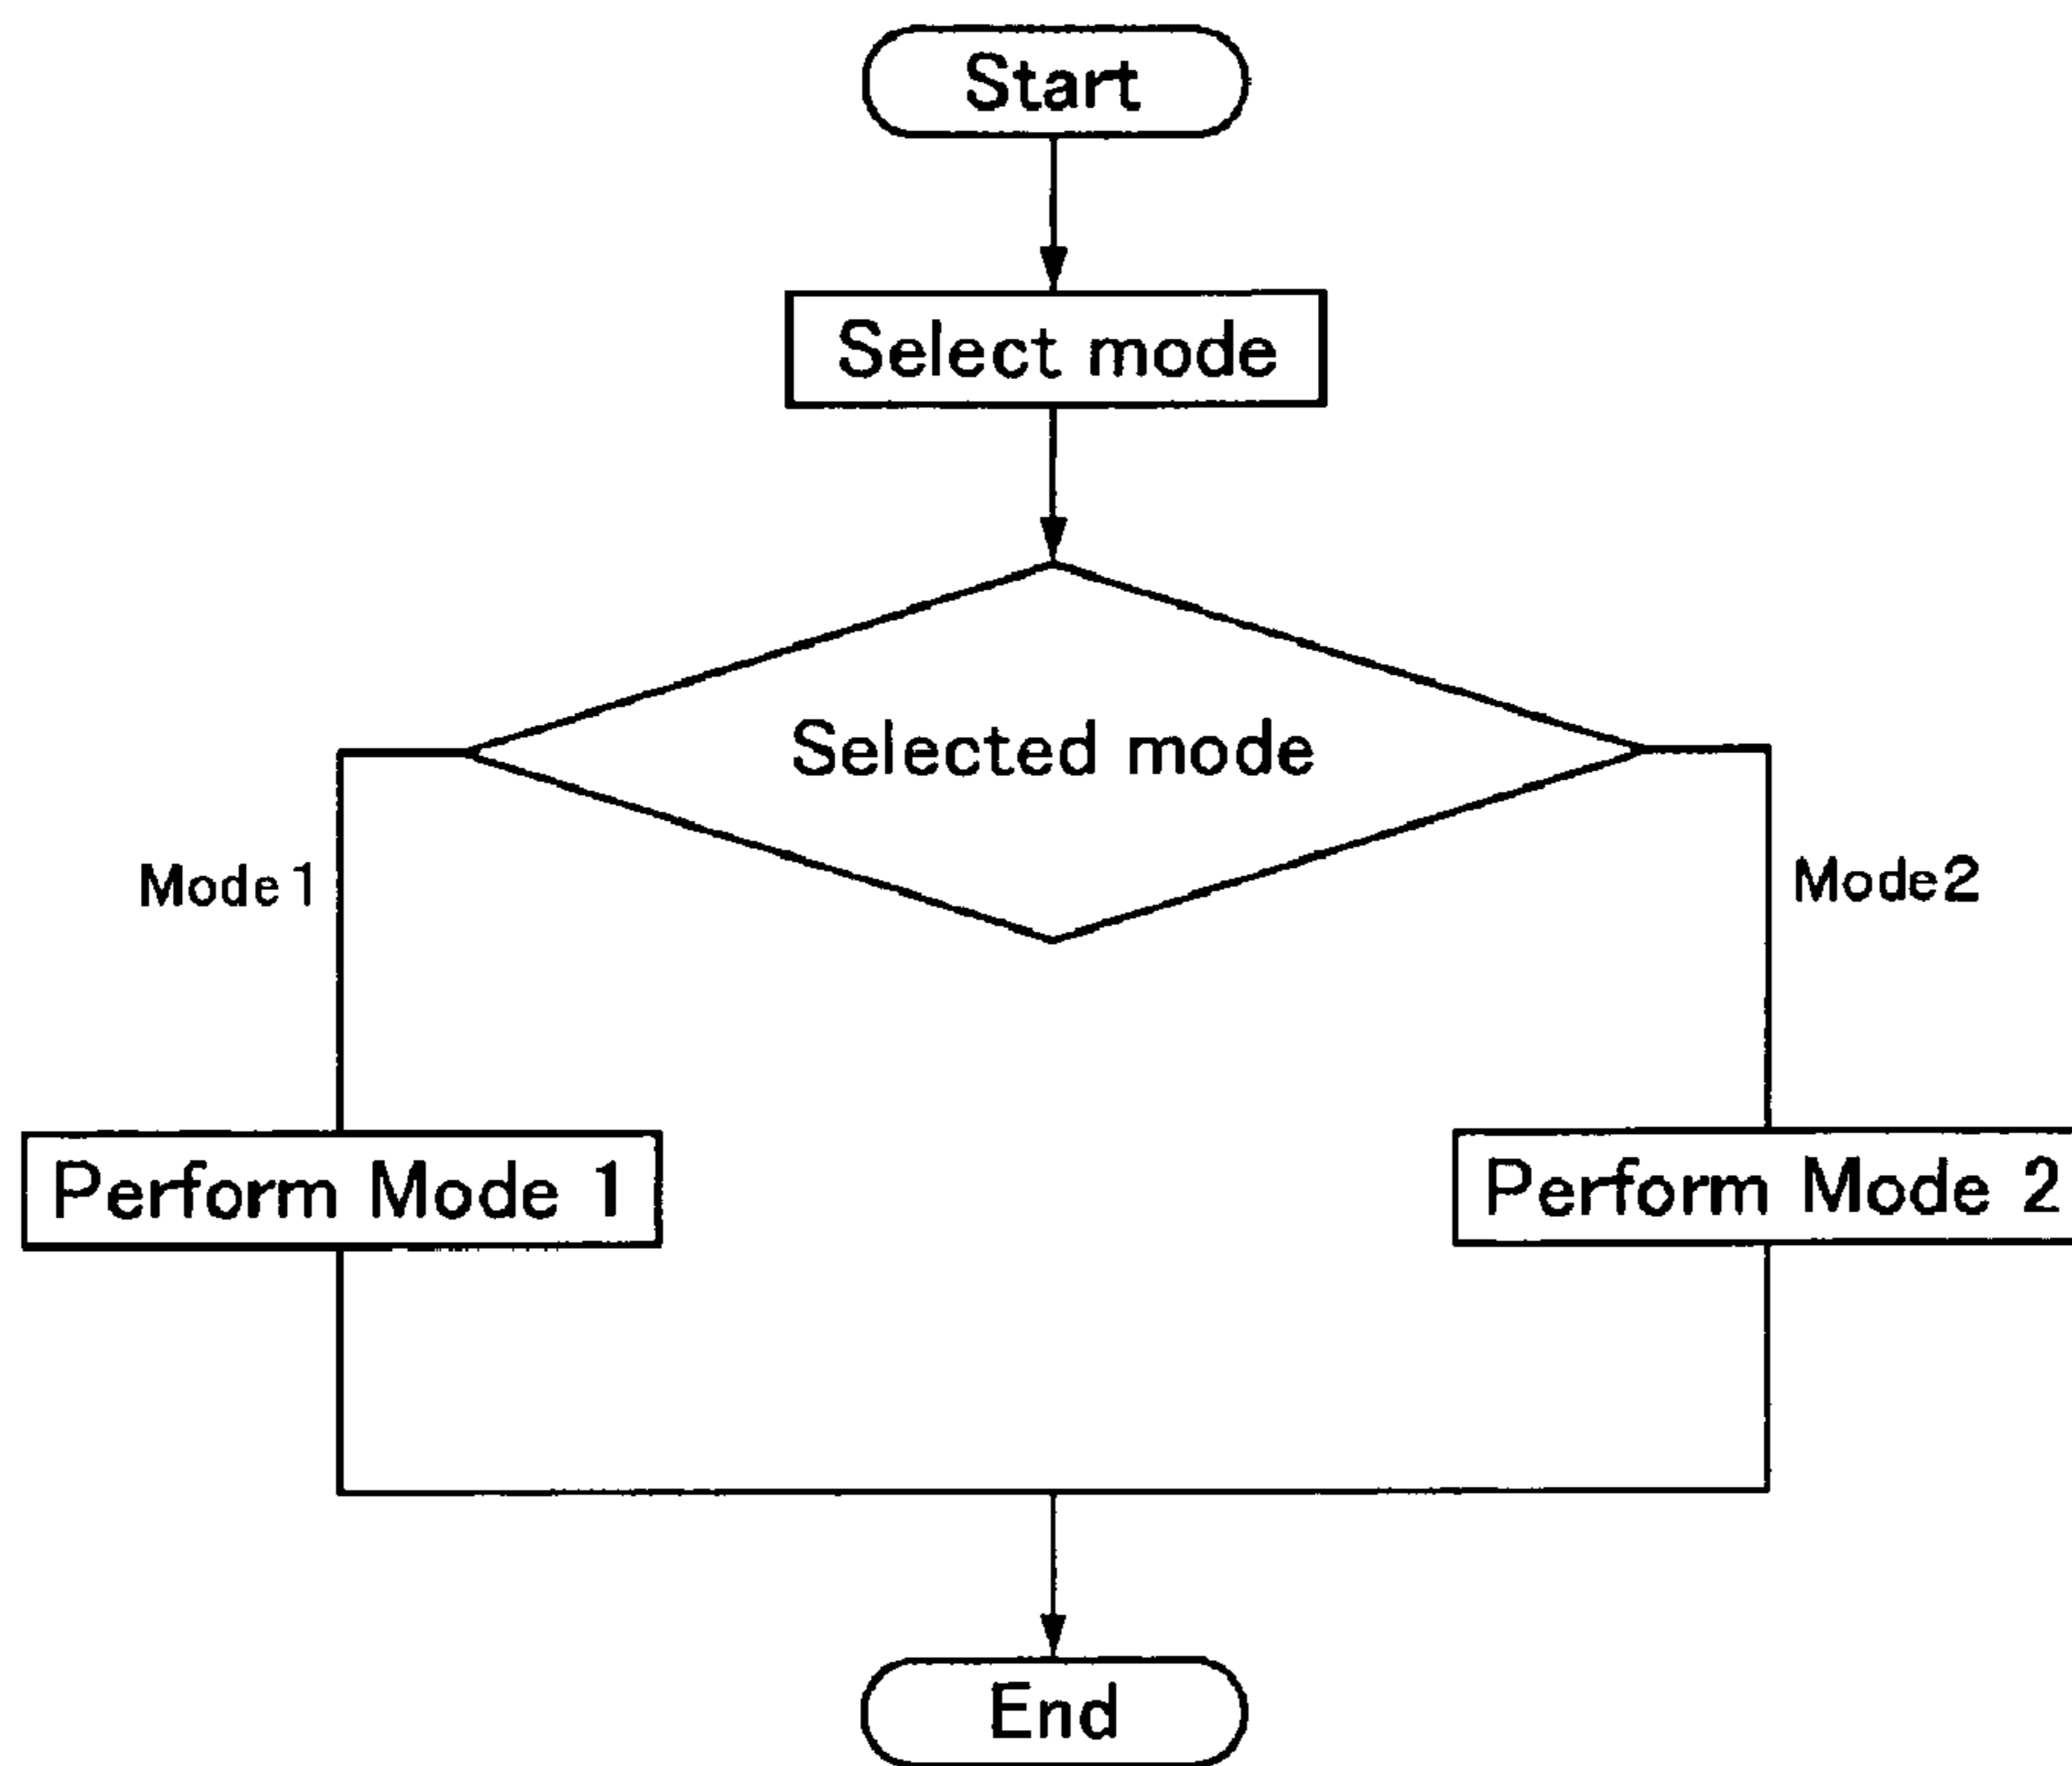 Start
Select mode
Selected mode
Mode1
Mode2
Perform Mode 1
Perform Mode 2
End